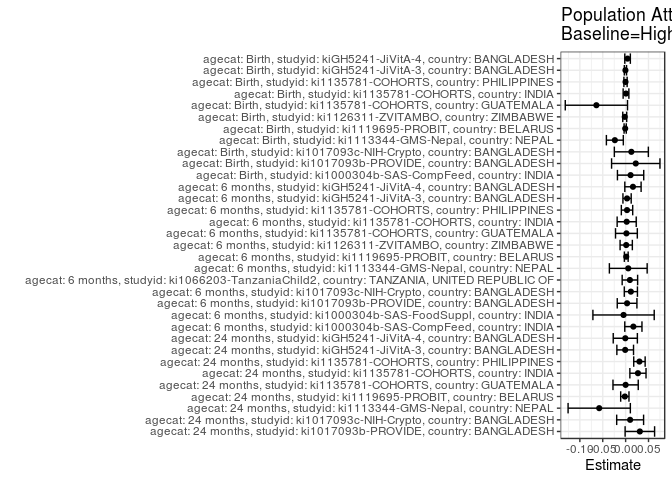 Population Att
Baseline=High
agecat: Birth, studyid: kiGH5241-JiVitA-4, country: BANGLADESH
agecat: Birth, studyid: kiGH5241-JiVitA-3, country: BANGLADESH
agecat: Birth, studyid: ki1135781-COHORTS, country: PHILIPPINES
agecat: Birth, studyid: ki1135781-COHORTS, country: INDIA
agecat: Birth, studyid: ki1135781-COHORTS, country: GUATEMALA
agecat: Birth, studyid: ki1126311-ZVITAMBO, country: ZIMBABWE
agecat: Birth, studyid: ki1119695-PROBIT, country: BELARUS
agecat: Birth, studyid: ki1113344-GMS-Nepal, country: NEPAL
agecat: Birth, studyid: ki1017093c-NIH-Crypto, country: BANGLADESH
agecat: Birth, studyid: ki1017093b-PROVIDE, country: BANGLADESH
agecat: Birth, studyid: ki1000304b-SAS-CompFeed, country: INDIA
agecat: 6 months, studyid: kiGH5241-JiVitA-4, country: BANGLADESH
agecat: 6 months, studyid: kiGH5241-JiVitA-3, country: BANGLADESH
agecat: 6 months, studyid: ki1135781-COHORTS, country: PHILIPPINES
agecat: 6 months, studyid: ki1135781-COHORTS, country: INDIA
agecat: 6 months, studyid: ki1135781-COHORTS, country: GUATEMALA
agecat: 6 months, studyid: ki1126311-ZVITAMBO, country: ZIMBABWE
agecat: 6 months, studyid: ki1119695-PROBIT, country: BELARUS
agecat: 6 months, studyid: ki1113344-GMS-Nepal, country: NEPAL
agecat: 6 months, studyid: ki1066203-TanzaniaChild2, country: TANZANIA, UNITED REPUBLIC OF
agecat: 6 months, studyid: ki1017093c-NIH-Crypto, country: BANGLADESH
agecat: 6 months, studyid: ki1017093b-PROVIDE, country: BANGLADESH
agecat: 6 months, studyid: ki1000304b-SAS-FoodSuppl, country: INDIA
agecat: 6 months, studyid: ki1000304b-SAS-CompFeed, country: INDIA
agecat: 24 months, studyid: kiGH5241-JiVitA-4, country: BANGLADESH
agecat: 24 months, studyid: kiGH5241-JiVitA-3, country: BANGLADESH
agecat: 24 months, studyid: ki1135781-COHORTS, country: PHILIPPINES
agecat: 24 months, studyid: ki1135781-COHORTS, country: INDIA
agecat: 24 months, studyid: ki1135781-COHORTS, country: GUATEMALA
agecat: 24 months, studyid: ki1119695-PROBIT, country: BELARUS
agecat: 24 months, studyid: ki1113344-GMS-Nepal, country: NEPAL
agecat: 24 months, studyid: ki1017093c-NIH-Crypto, country: BANGLADESH
agecat: 24 months, studyid: ki1017093b-PROVIDE, country: BANGLADESH
-0.10 -0.05 0.00 0.05
Estimate